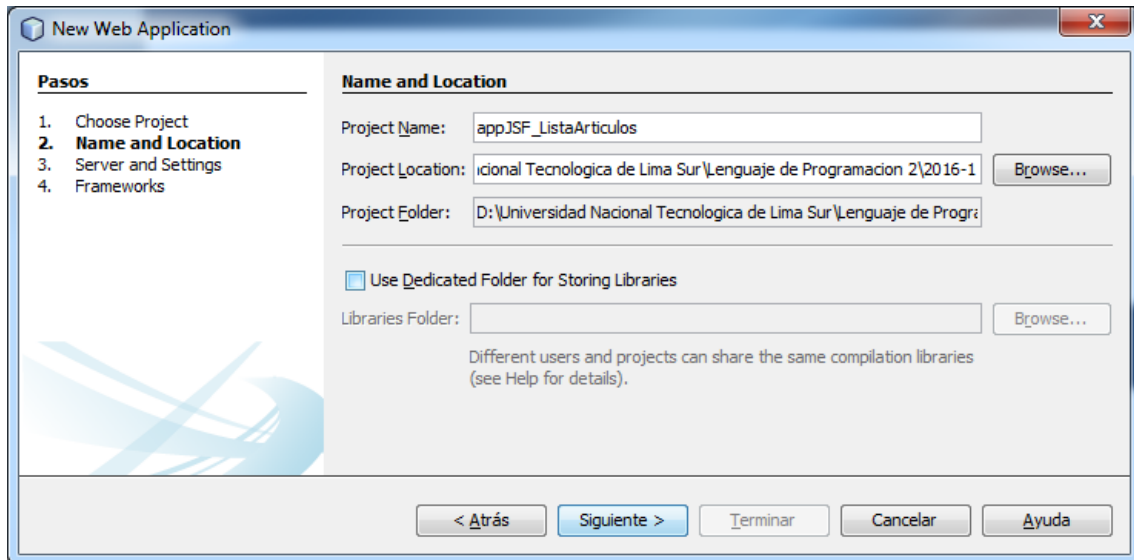 New Web Application
Pasos
1. Choose Project
2. Name and Location
3. Server and Settings
4. Frameworks
Name and Location
Project Name: appJSF_ListaArticulos
Project Location: cional Tecnologica de Lima Sur\Lenguaje de Programacion 2\2016-1 Browse...
Project Folder: D:\Universidad Nacional Tecnologica de Lima Sur\Lenguaje de Progra
Use Dedicated Folder for Storing Libraries
Libraries Folder: Browse...
Different users and projects can share the same compilation libraries
(see Help for details).
< Atrás Siguiente > Terminar Cancelar Ayuda